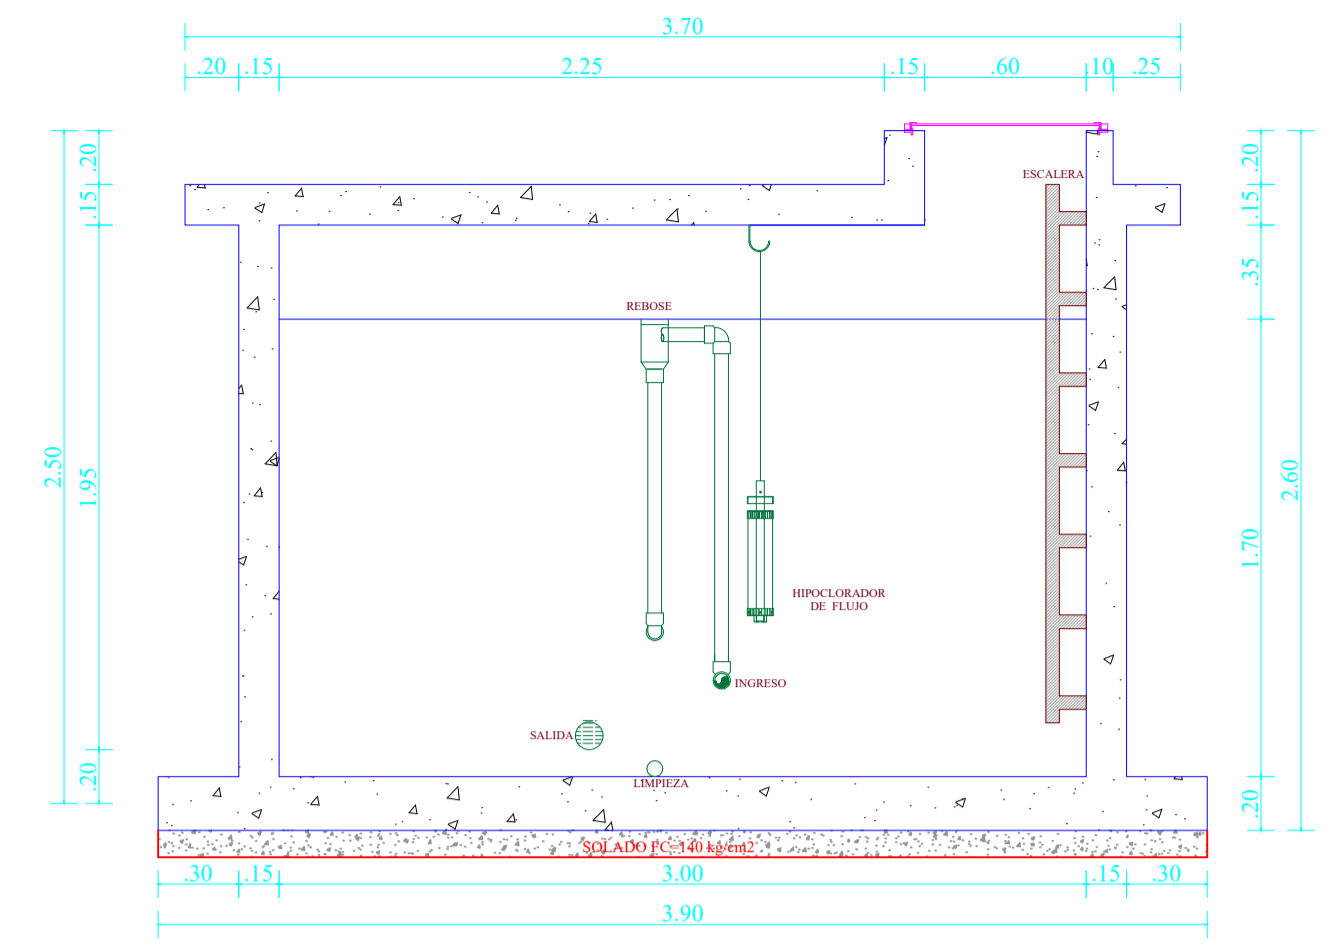 3.70
.20 .15 2.25 .15 .60 .10 .25
.20
.15
2.50
1.95
.20
ESCALERA
REBOSE
HIPOCLORADOR
DE FLUJO
INGRESO
SALIDA
LIMPIEZA
.20
.15
.35
2.60
1.70
.20
SOLADO F'C=140 kg/cm2
.30 .15 3.00 .15 .30
3.90